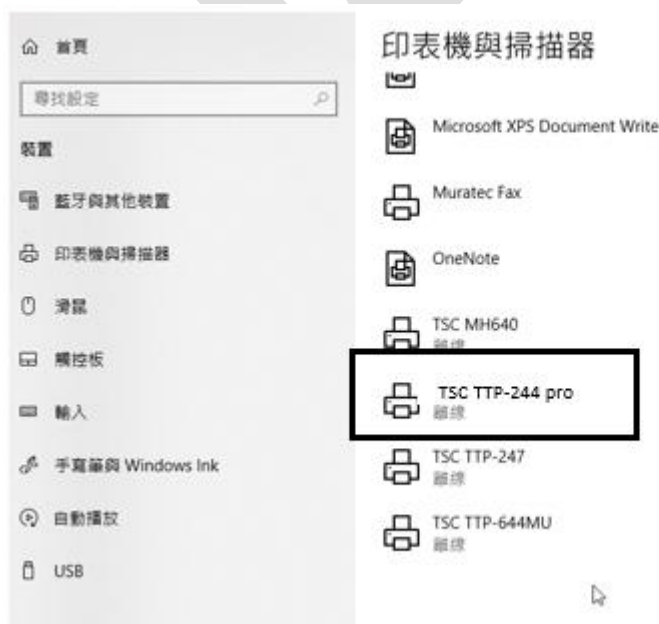 首頁
尋找設定
裝置
藍牙與其他裝置
印表機與掃描器
滑鼠
觸控板
輸入
手寫筆與 Windows Ink
自動播放
USB
印表機與掃描器
Microsoft XPS Document Write
Muratec Fax
OneNote
TSC MH640
離線
TSC TTP-244 pro
離線
TSC TTP-247
離線
TSC TTP-644MU
離線